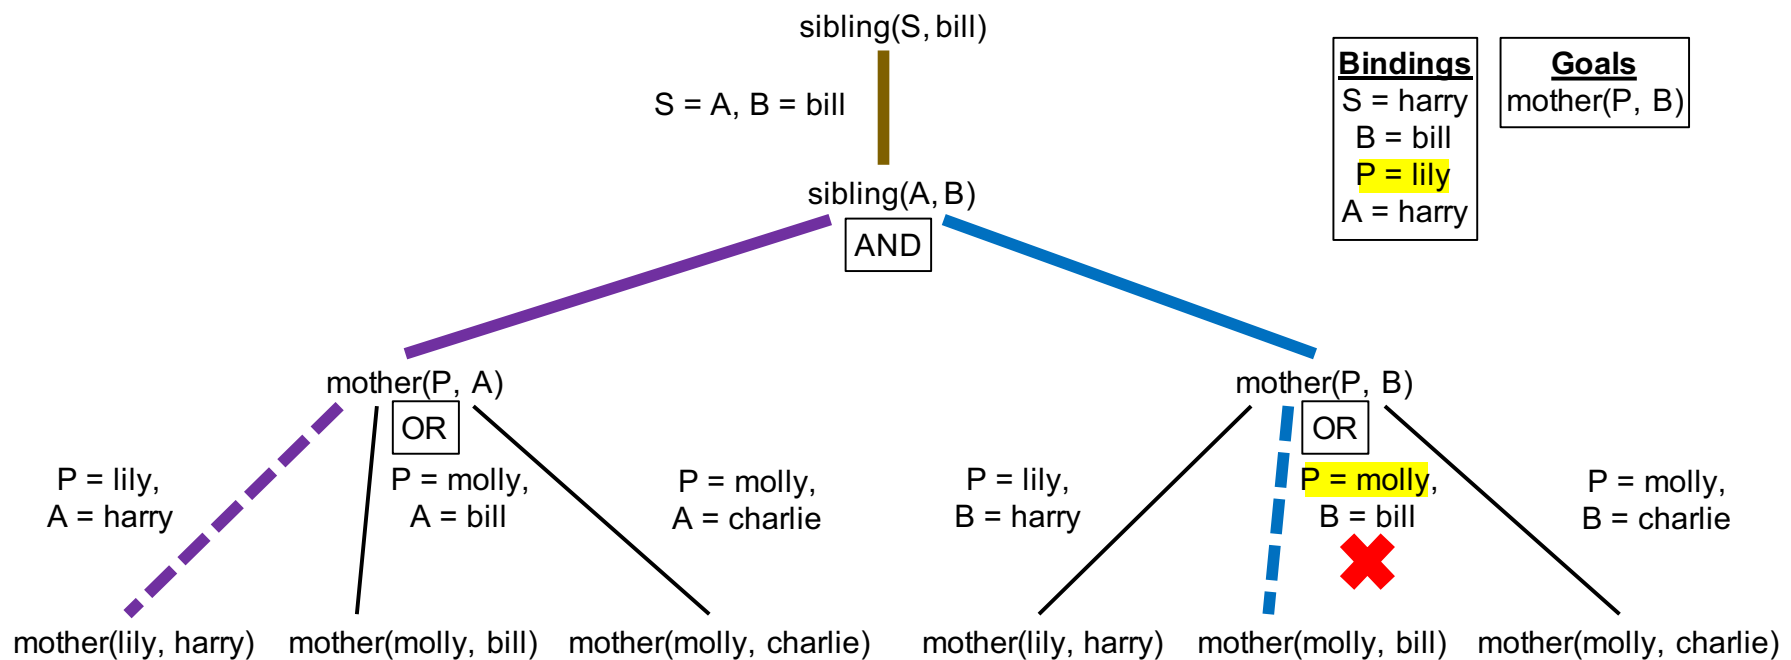 sibling(S, bill)
S = A, B = bill
sibling(A, B)
AND
Bindings
S = harry
B = bill
P = lily
A = harry
Goals
mother(P, B)
mother(P, A)
OR
mother(P, B)
OR
P = lily,
A = harry
P = molly,
A = bill
P = molly,
A = charlie
P = lily,
B = harry
P = molly,
B = bill
P = molly,
B = charlie
mother(lily, harry)
mother(molly, bill)
mother(molly, charlie)
mother(lily, harry)
mother(molly, bill)
mother(molly, charlie)